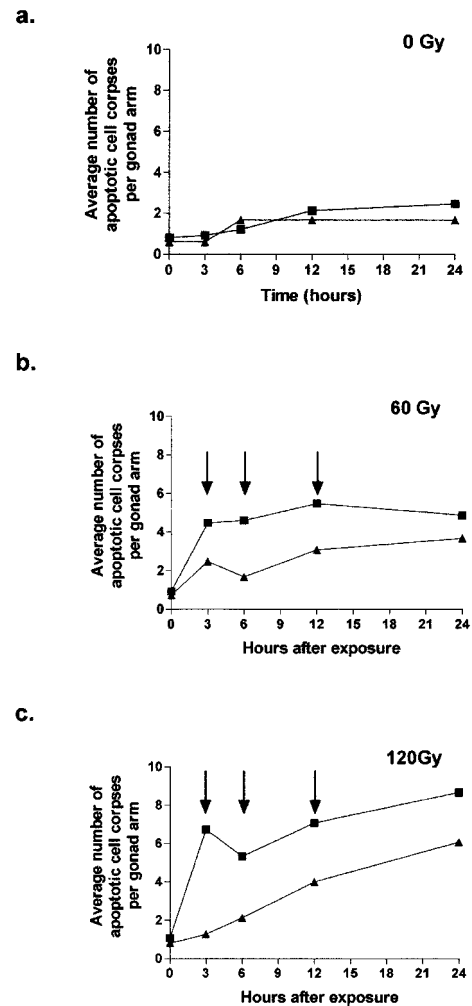 a.
0 Gy
Average number of
apoptotic cell corpses
per gonad arm
10
8
6
4
2
0
0 3 6 9 12 15 18 21 24
Time (hours)
b.
60 Gy
Average number of
apoptotic cell corpses
per gonad arm
10
8
6
4
2
0
0 3 6 9 12 15 18 21 24
Hours after exposure
c.
120Gy
Average number of
apoptotic cell corpses
per gonad arm
10
8
6
4
2
0
0 3 6 9 12 15 18 21 24
Hours after exposure